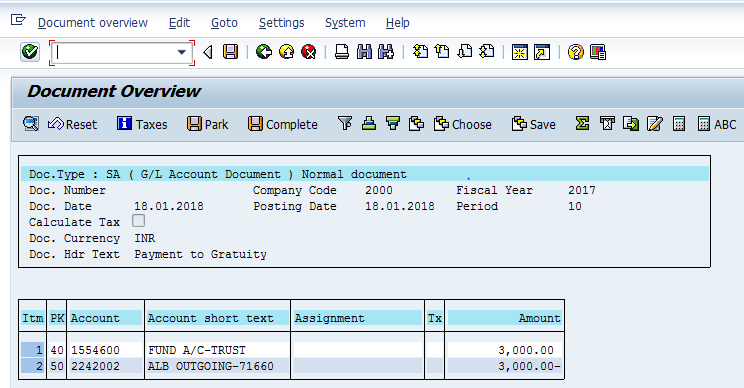 Document overview Edit Goto Settings System Help
Document Overview
Reset Taxes Park Complete Choose Save ABC
Doc.Type : SA ( G/L Account Document ) Normal document
Doc. Number Company Code 2000 Fiscal Year 2017
Doc. Date 18.01.2018 Posting Date 18.01.2018 Period 10
Calculate Tax
Doc. Currency INR
Doc. Hdr Text Payment to Gratuity
Itm PK Account Account short text Assignment Tx Amount
1 40 1554600 FUND A/C-TRUST 3,000.00
2 50 2242002 ALB OUTGOING-71660 3,000.00-